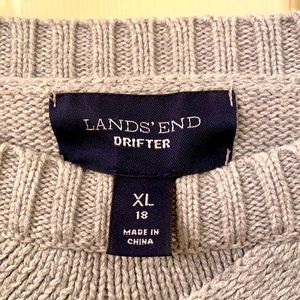 LANDS' END
DRIFTER
XL
18
MADE IN
CHINA